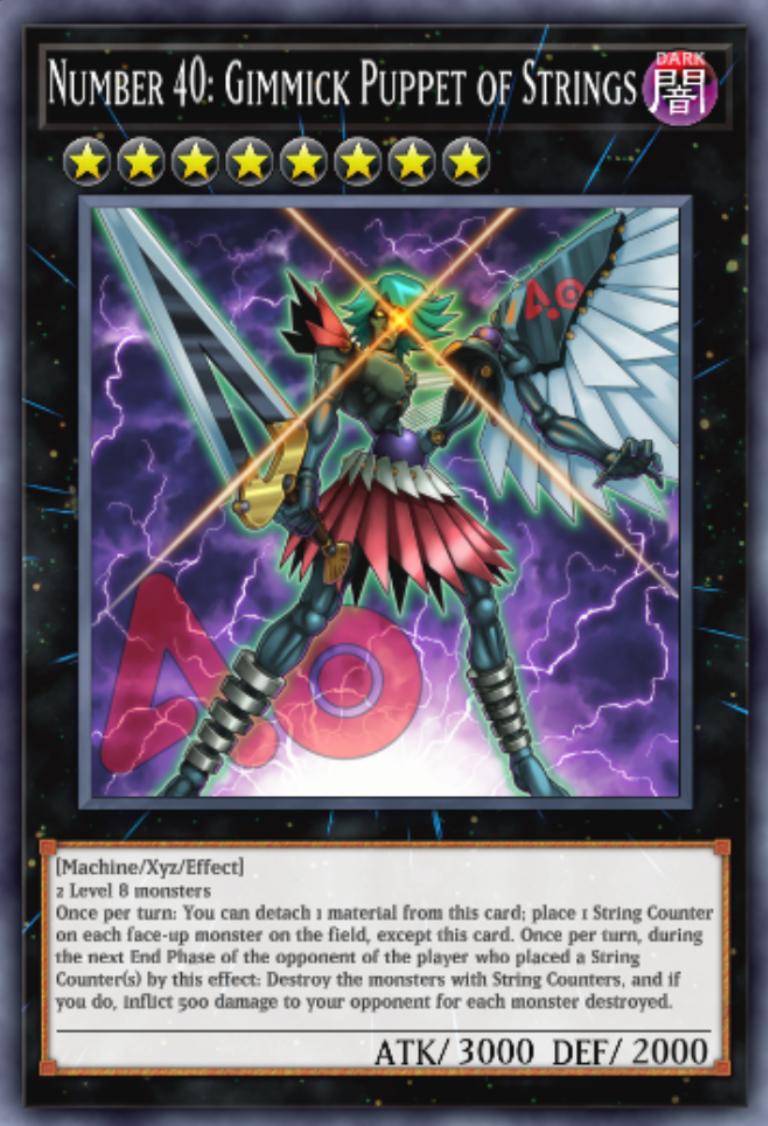 NUMBER 40: GIMMICK PUPPET OF STRINGS
DARK
闇
40
40
[Machine/Xyz/Effect]
2 Level 8 monsters
Once per turn: You can detach 1 material from this card; place 1 String Counter
on each face-up monster on the field, except this card. Once per turn, during
the next End Phase of the opponent of the player who placed a String
Counter(s) by this effect: Destroy the monsters with String Counters, and if
you do, inflict 500 damage to your opponent for each monster destroyed.
ATK/ 3000 DEF/ 2000